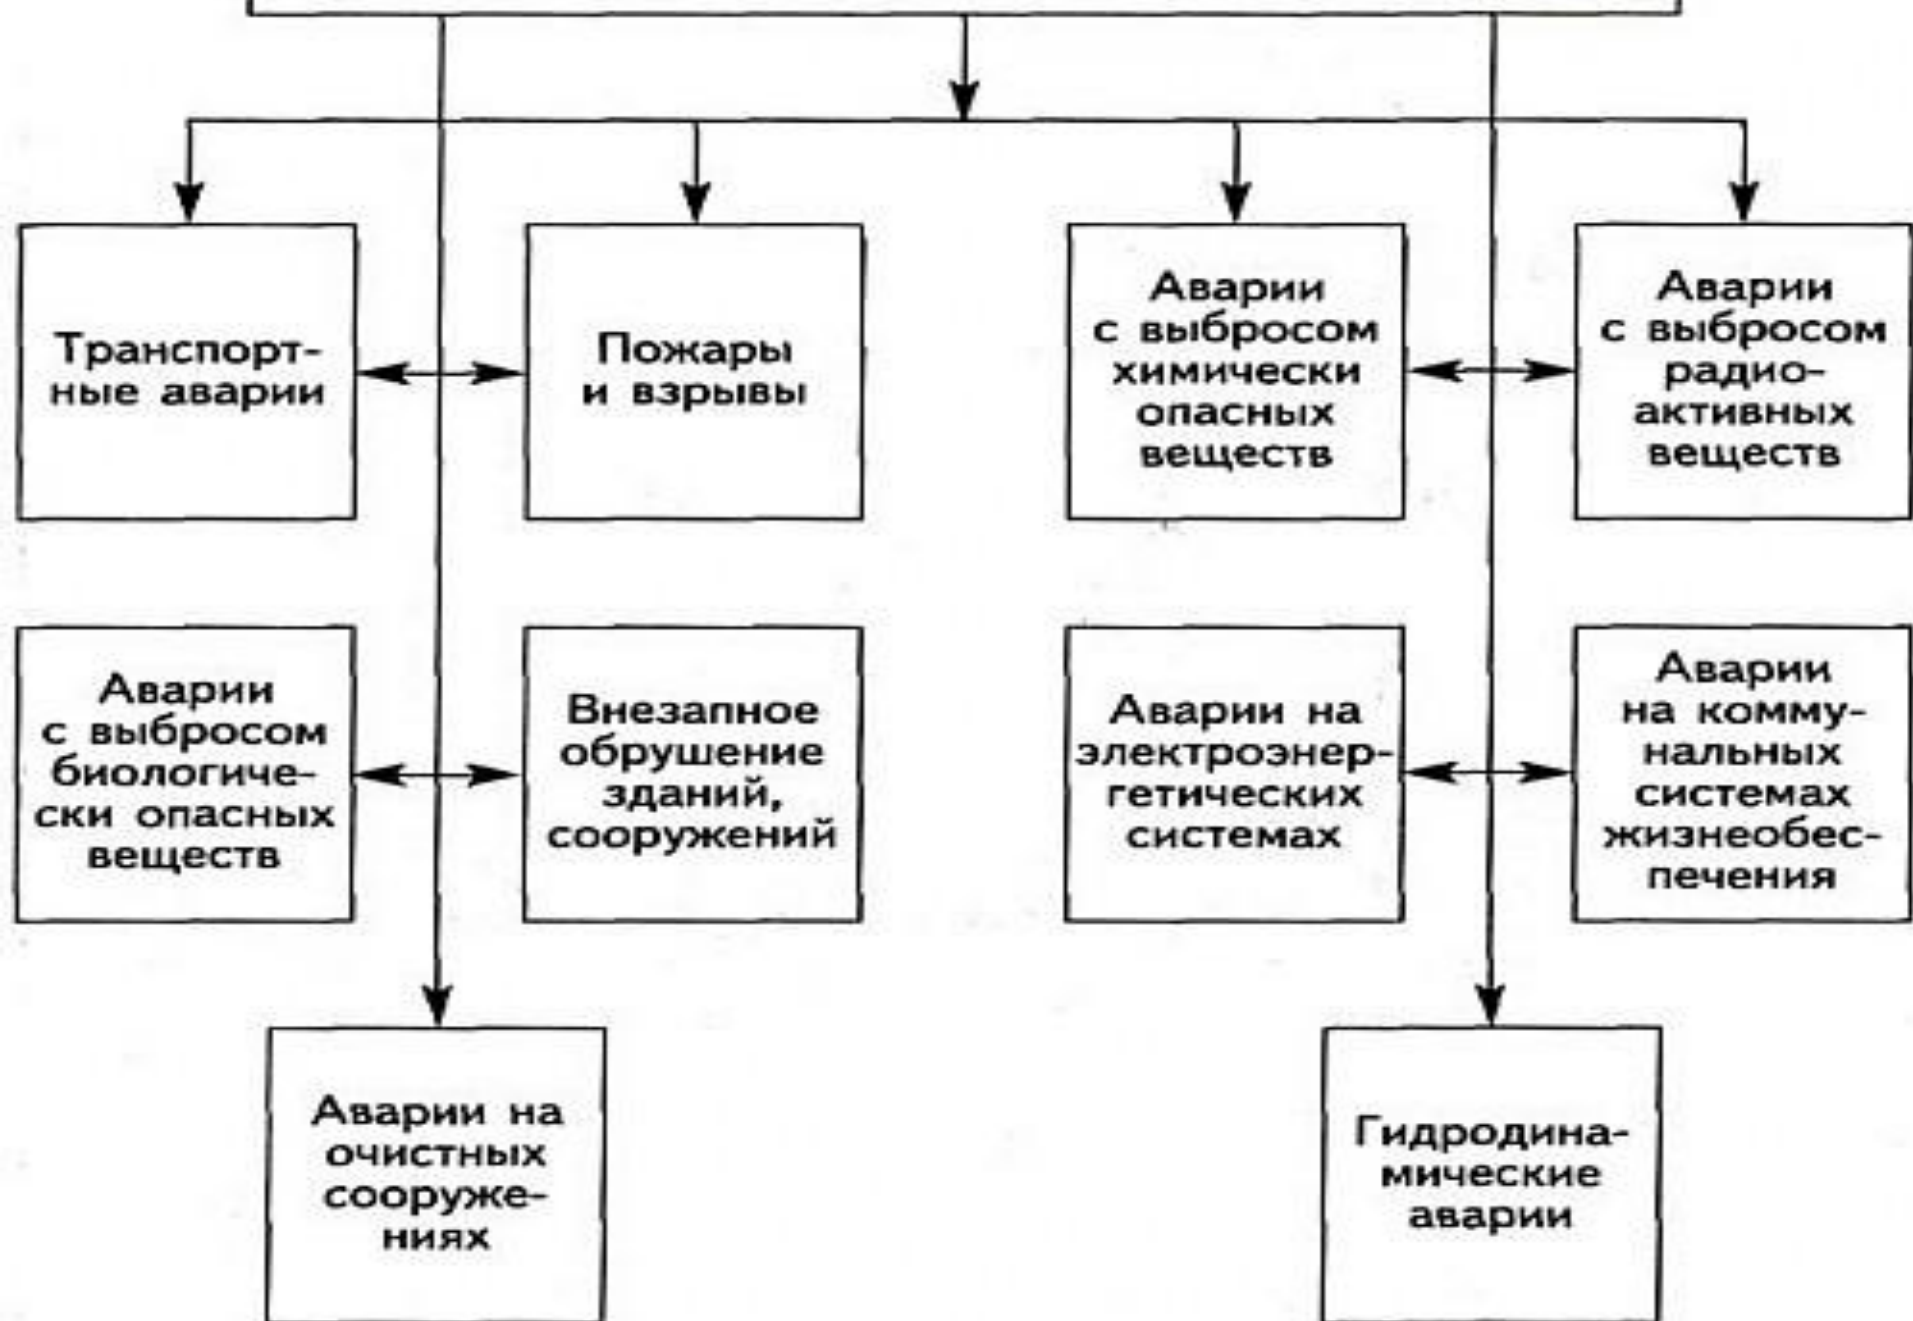 Транспорт-
ные аварии
Пожары
и взрывы
Аварии
с выбросом
химически
опасных
веществ
Аварии
с выбросом
радио-
активных
веществ
Аварии
с выбросом
биологиче-
ски опасных
веществ
Внезапное
обрушение
зданий,
сооружений
Аварии на
электроэнер-
гетических
системах
Аварии
на комму-
нальных
системах
жизнеобес-
печения
Аварии на
очистных
сооруже-
ниях
Гидродина-
мические
аварии